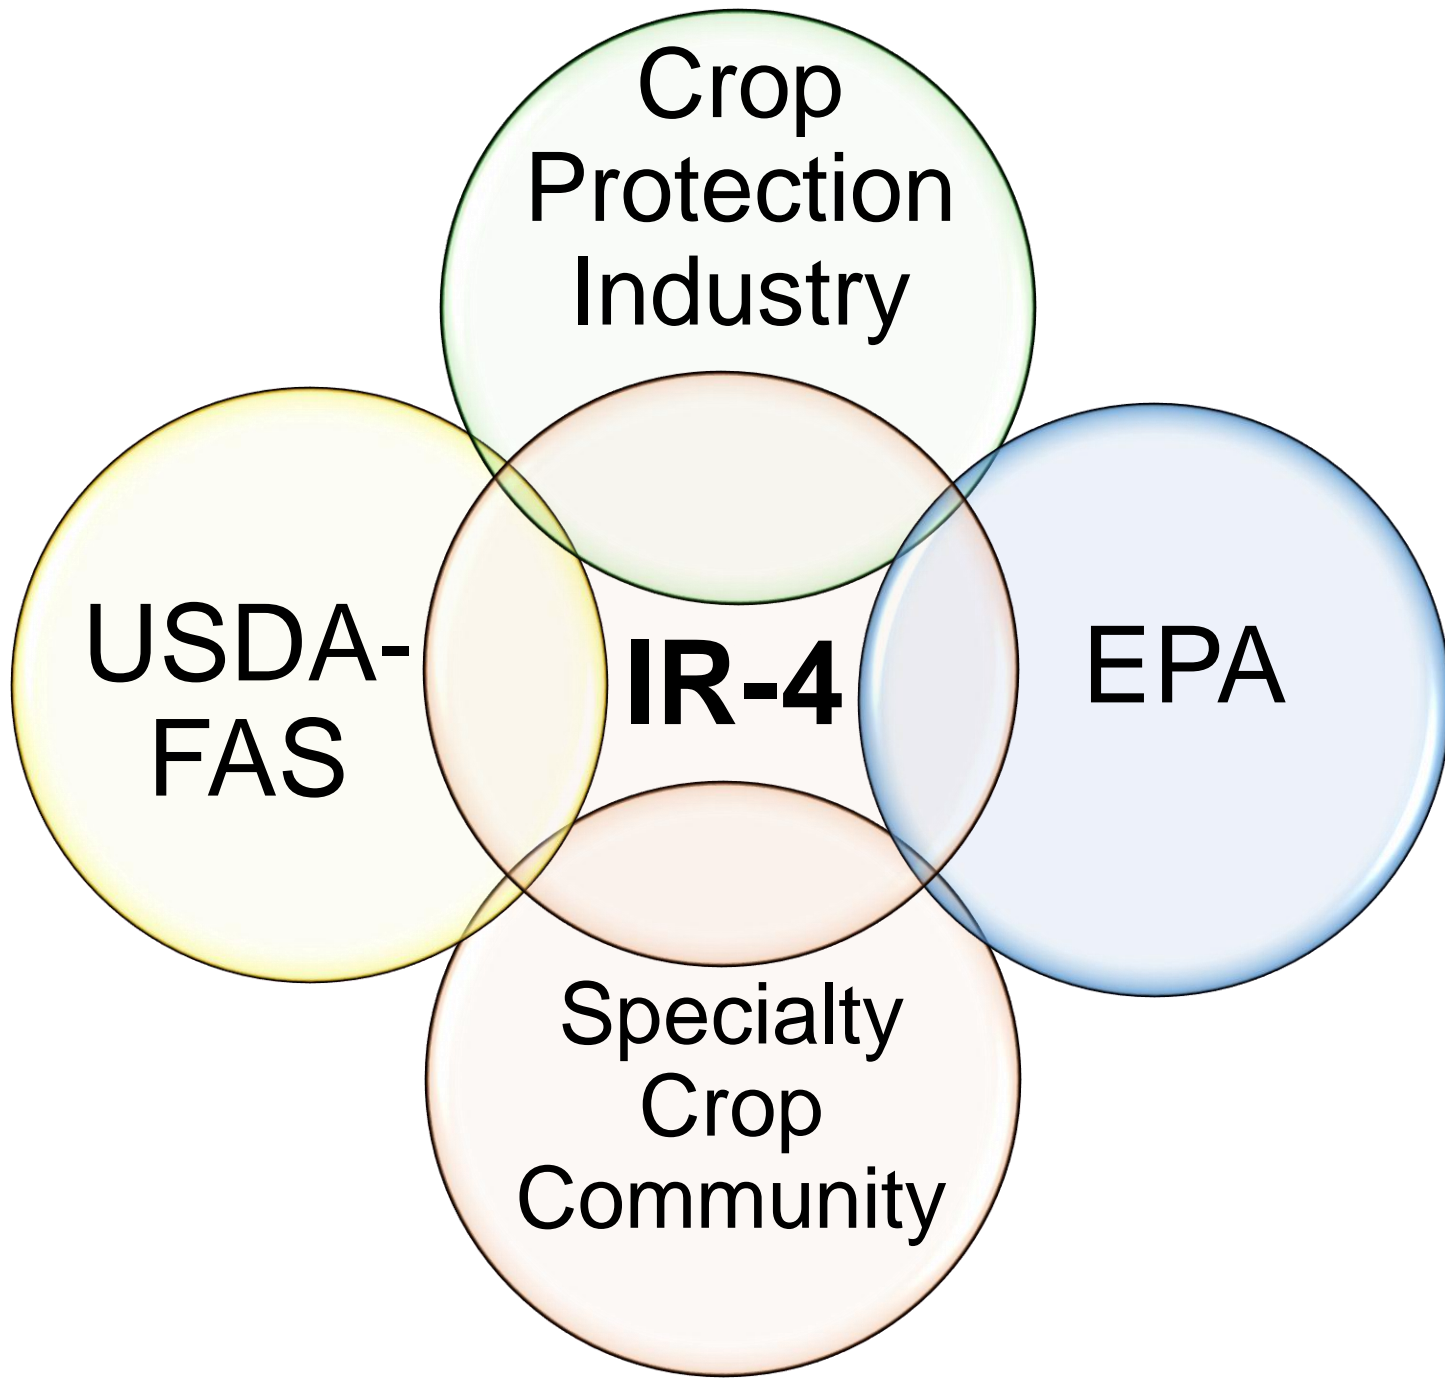 Crop
Protection
Industry
USDA-
FAS
IR-4
EPA
Specialty
Crop
Community